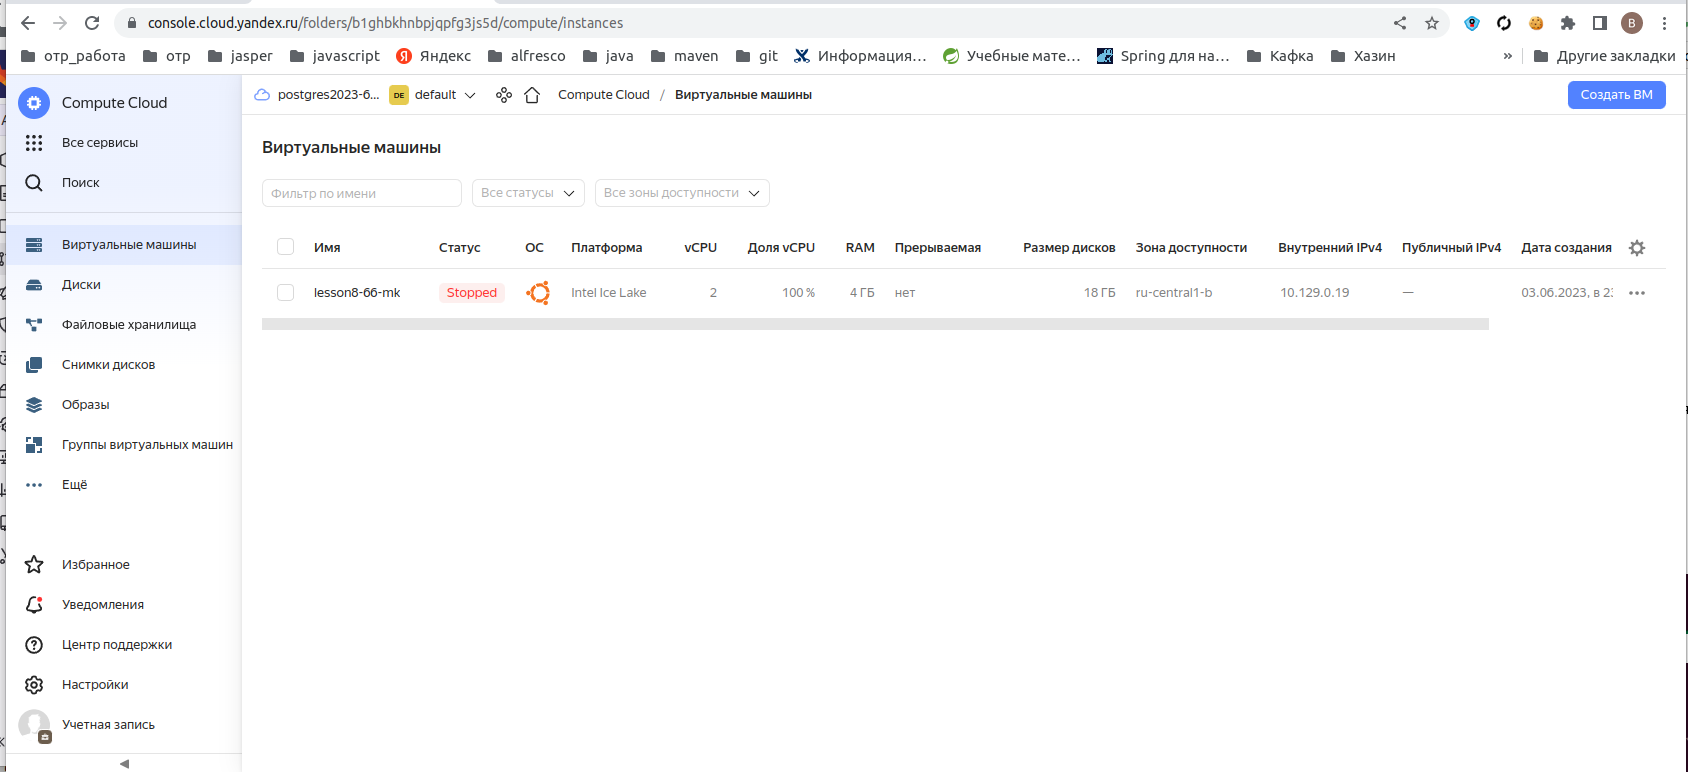 console.cloud.yandex.ru/folders/b1ghbkhnbpjqpfg3js5d/compute/instances
B
отр_работа отр jasper javascript Я Яндекс alfresco java maven git Информация... Учебные мате... Spring для на... Кафка Хазин » Другие закладки
Compute Cloud
postgres2023-6... DE default Compute Cloud / Виртуальные машины Создать ВМ
Все сервисы
Поиск
Виртуальные машины
Диски
Файловые хранилища
Снимки дисков
Образы
Группы виртуальных машин
Ещё
Избранное
Уведомления
Центр поддержки
Настройки
Учетная запись
Виртуальные машины
Фильтр по имени Все статусы Все зоны доступности
Имя Статус ОС Платформа vCPU Доля vCPU RAM Прерываемая Размер дисков Зона доступности Внутренний IPv4 Публичный IPv4 Дата создания
lesson8-66-mk Stopped Intel Ice Lake 2 100 % 4 ГБ нет 18 ГБ ru-central1-b 10.129.0.19 — 03.06.2023, в 23